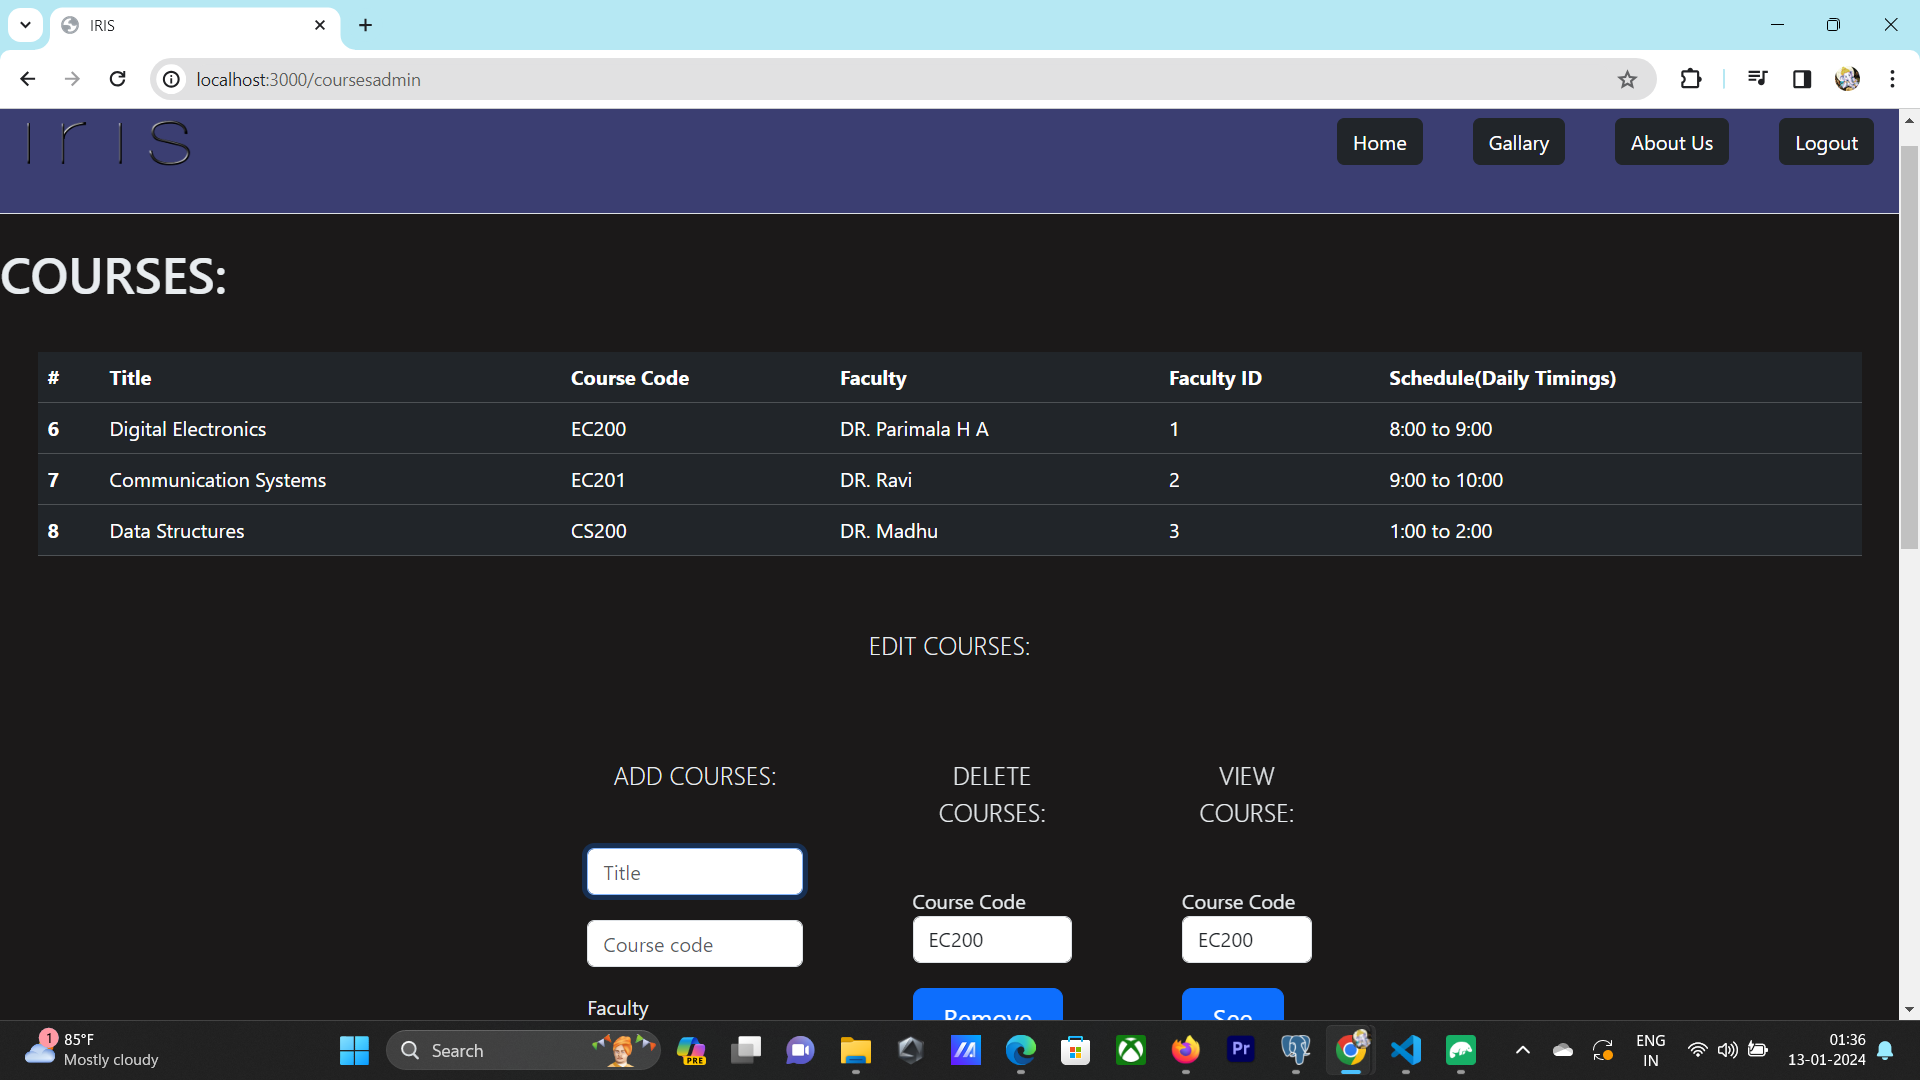 IRIS
localhost:3000/coursesadmin
IrIS
Home Gallary About Us Logout
COURSES:
# Title Course Code Faculty Faculty ID Schedule(Daily Timings)
6 Digital Electronics EC200 DR. Parimala H A 1 8:00 to 9:00
7 Communication Systems EC201 DR. Ravi 2 9:00 to 10:00
8 Data Structures CS200 DR. Madhu 3 1:00 to 2:00
EDIT COURSES:
ADD COURSES:
Title
Course code
Faculty
DELETE
COURSES:
Course Code
EC200
Remove
VIEW
COURSE:
Course Code
EC200
See
1
85°F
Mostly cloudy
Search
PRE
Pr
ENG
IN
01:36
13-01-2024